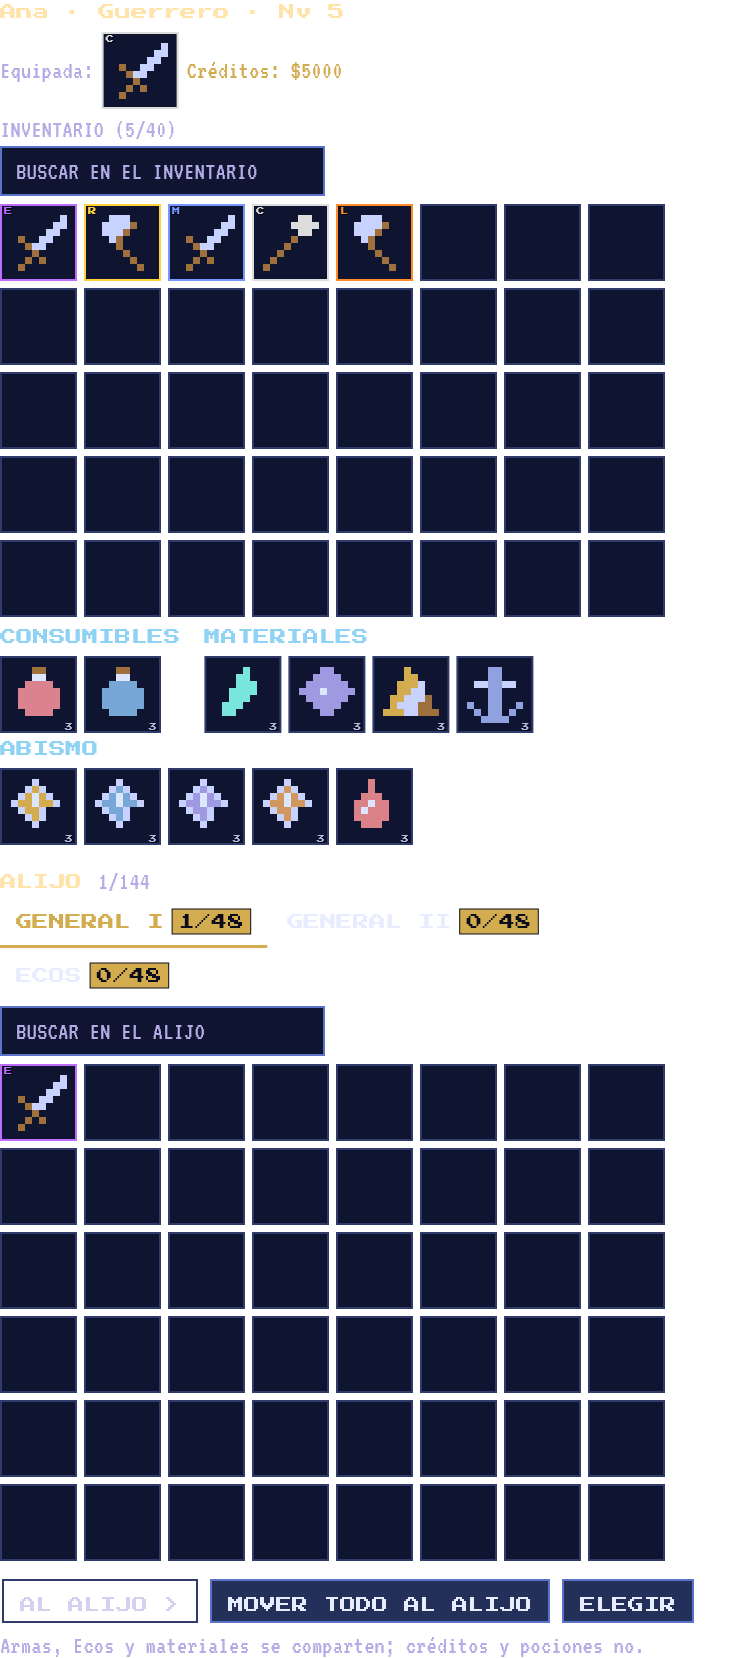 Ana · Guerrero · Nv 5
C
Equipada: Créditos: $5000
INVENTARIO (5/40)
BUSCAR EN EL INVENTARIO
E R M C L
CONSUMIBLES MATERIALES
3 3 3 3 3 3
ABISMO
3 3 3 3 3
ALIJO 1/144
GENERAL I 1/48 GENERAL II 0/48
ECOS 0/48
BUSCAR EN EL ALIJO
E
AL ALIJO > MOVER TODO AL ALIJO ELEGIR
Armas, Ecos y materiales se comparten; créditos y pociones no.